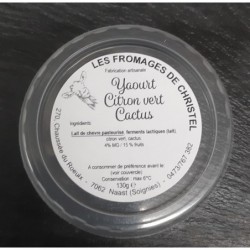 LES FROMAGES DE CHRISTEL
Fabrication artisanale
Yaourt
Citron vert
Cactus
Ingrédients:
Lait de chèvre pasteurisé, ferments lactiques (lait),
citron vert, cactus
4% MG / 15 % fruits
A consommer de préférence avant le
(voir couvercle)
Conservation : max 6°C
130g e
270, Chaussée du Roeulx - 7062 Naast (Soignies) - 0473/767 382